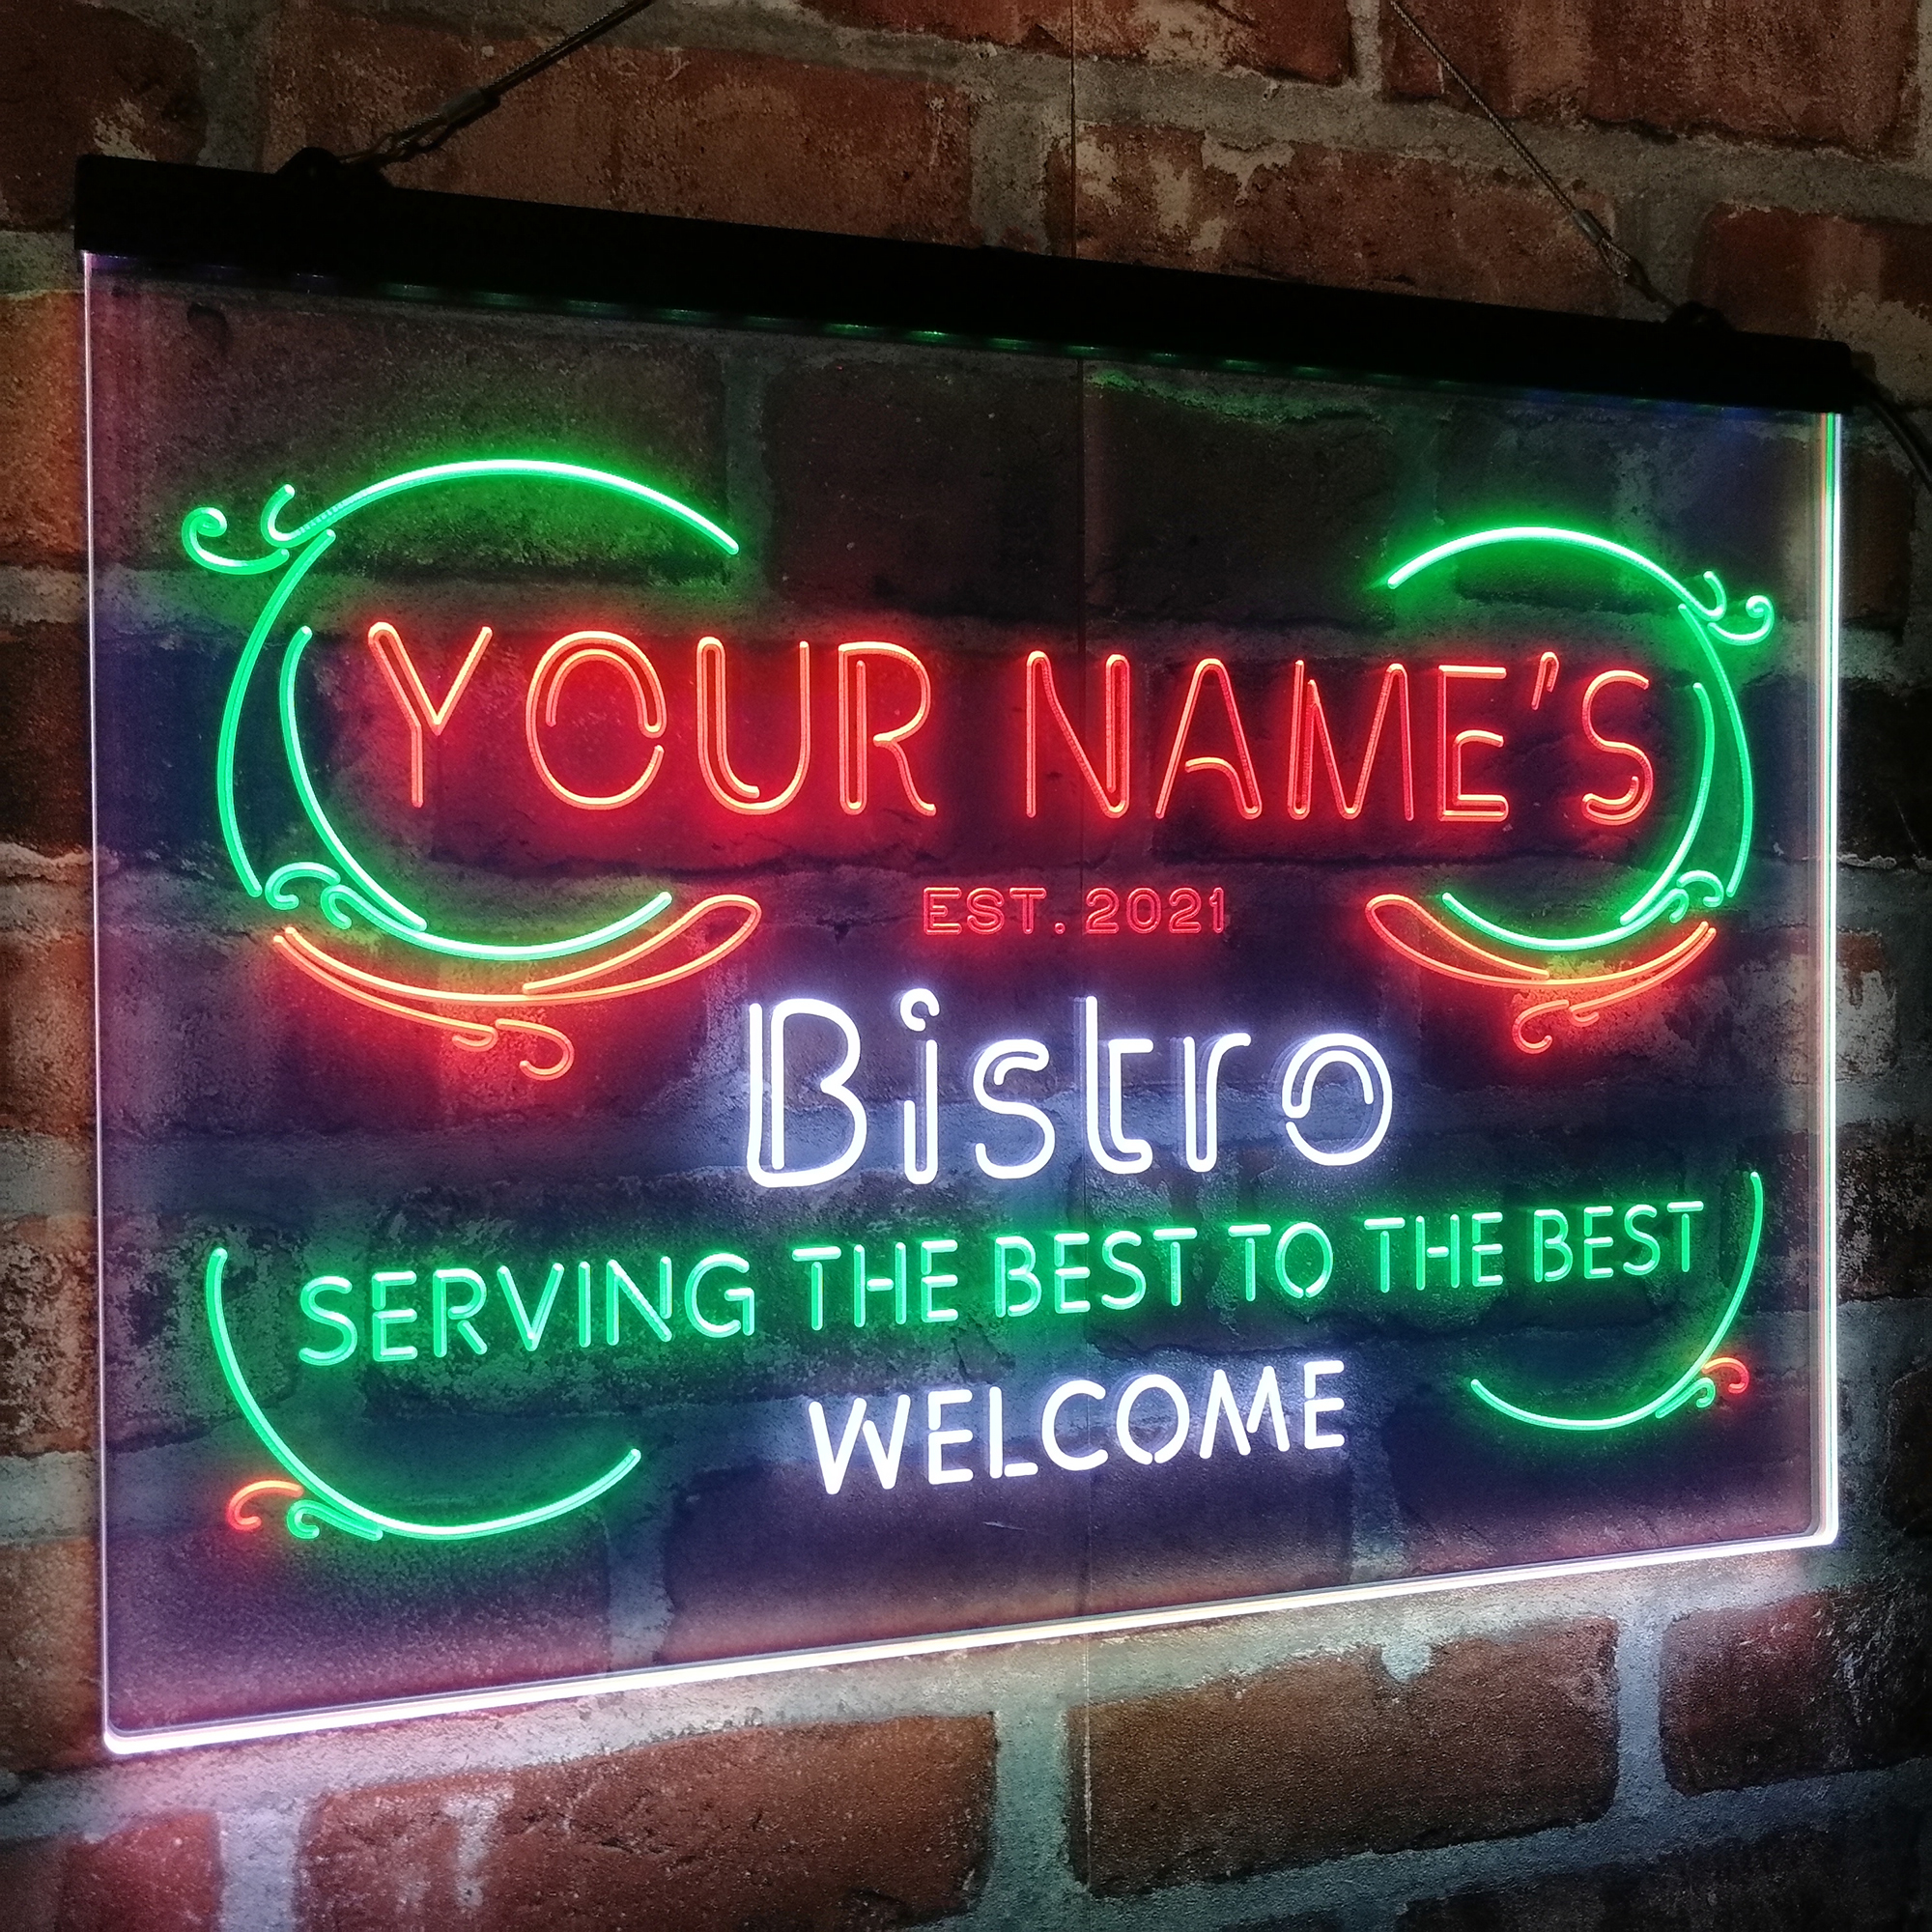 YOUR NAME'S
EST. 2021
Bistro
SERVING THE BEST TO THE BEST
WELCOME